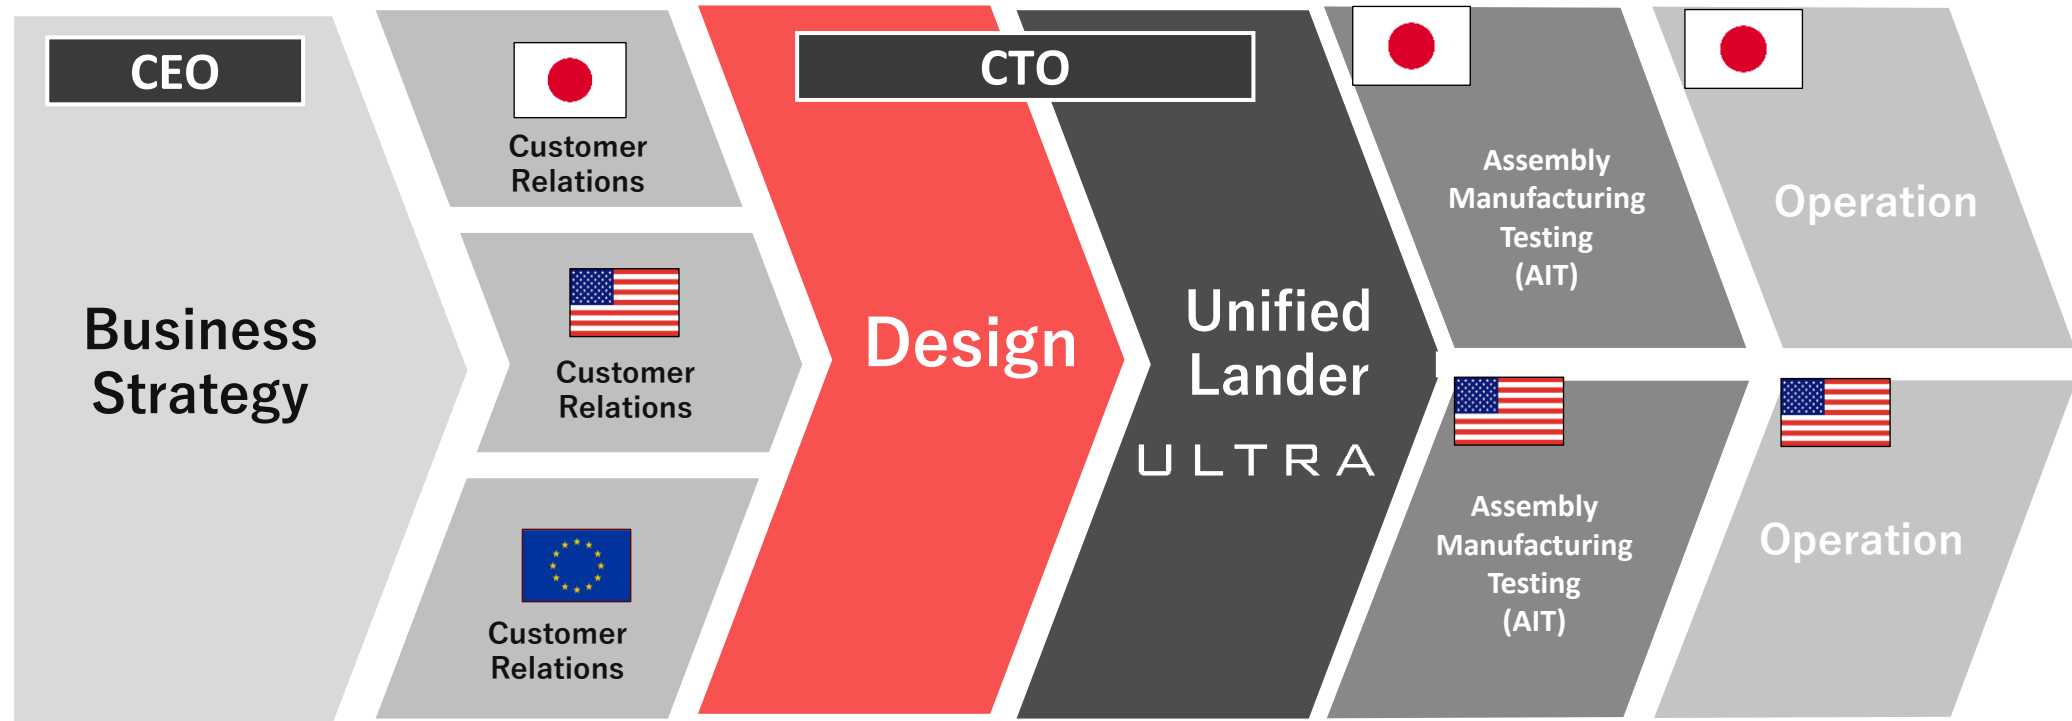 CEO
Business
Strategy
Customer
Relations
Customer
Relations
Customer
Relations
CTO
Design
Unified
Lander
ULTRA
Assembly
Manufacturing
Testing
(AIT)
Assembly
Manufacturing
Testing
(AIT)
Operation
Operation